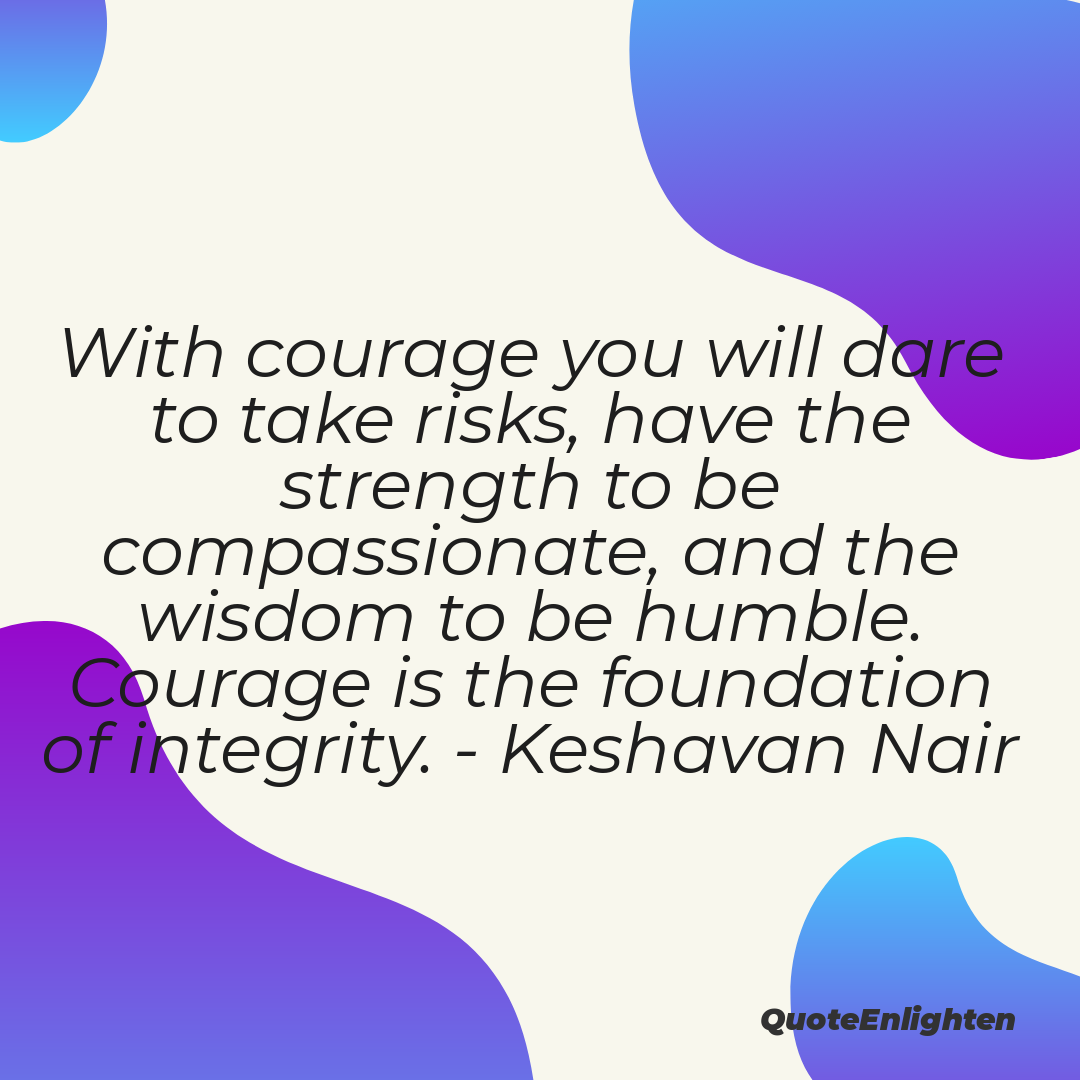 With courage you will dare
to take risks, have the
strength to be
compassionate, and the
wisdom to be humble.
Courage is the foundation
of integrity. - Keshavan Nair
QuoteEnlighten